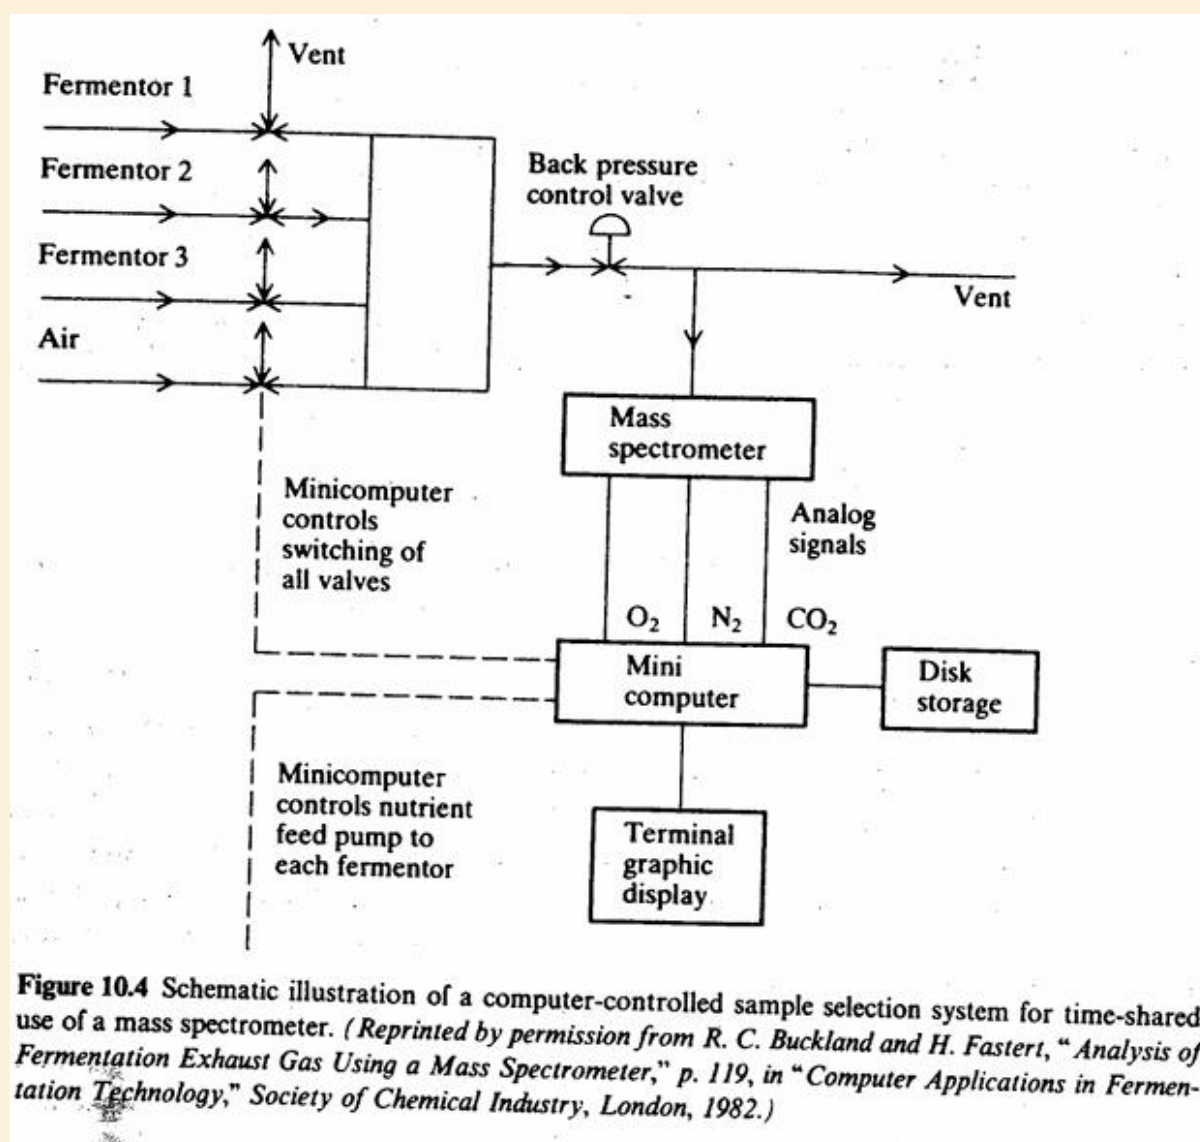 Vent
Fermentor 1
Fermentor 2
Fermentor 3
Air
Back pressure
control valve
Vent
Mass
spectrometer
Minicomputer
controls
switching of
all valves
Analog
signals
O₂
N₂
CO₂
Mini
computer
Disk
storage
Minicomputer
controls nutrient
feed pump to
each fermentor
Terminal
graphic
display
Figure 10.4 Schematic illustration of a computer-controlled sample selection system for time-shared
use of a mass spectrometer. (Reprinted by permission from R. C. Buckland and H. Fastert, “Analysis of
Fermentation Exhaust Gas Using a Mass Spectrometer,” p. 119, in “Computer Applications in Fermen-
tation Technology,” Society of Chemical Industry, London, 1982.)